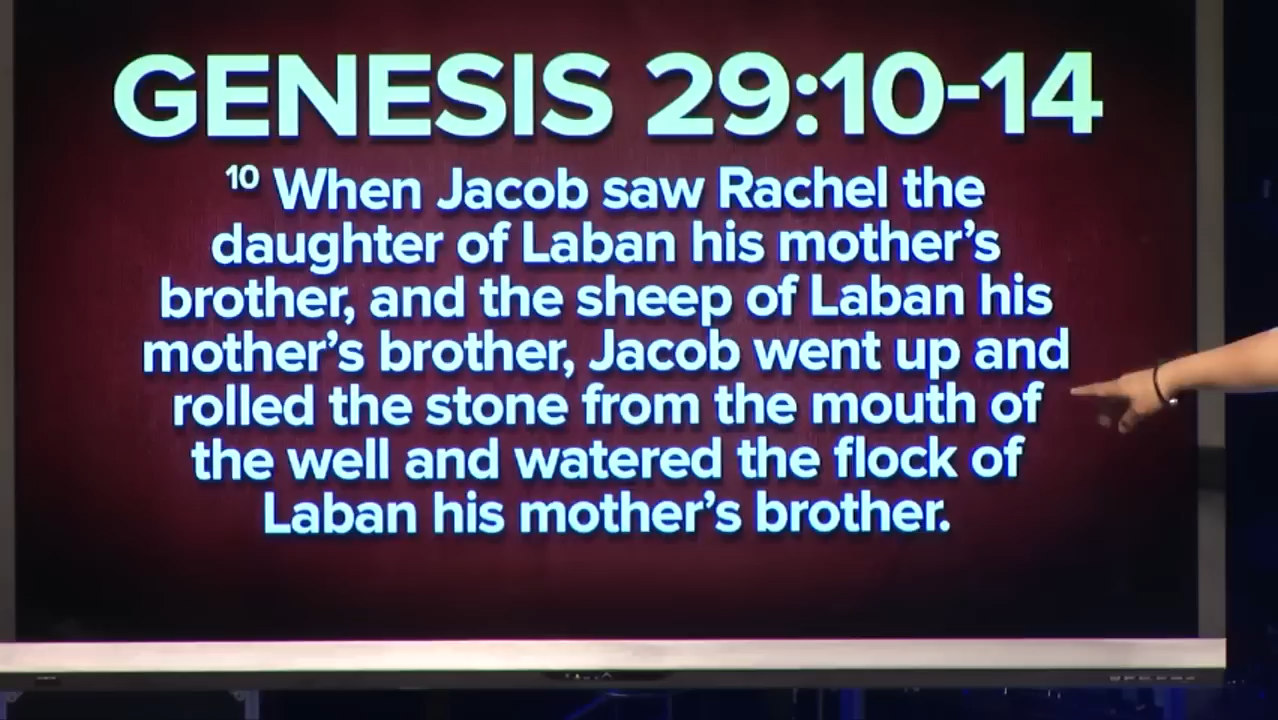 GENESIS 29:10-14
10 When Jacob saw Rachel the
daughter of Laban his mother's
brother, and the sheep of Laban his
mother's brother, Jacob went up and
rolled the stone from the mouth of
the well and watered the flock of
Laban his mother's brother.